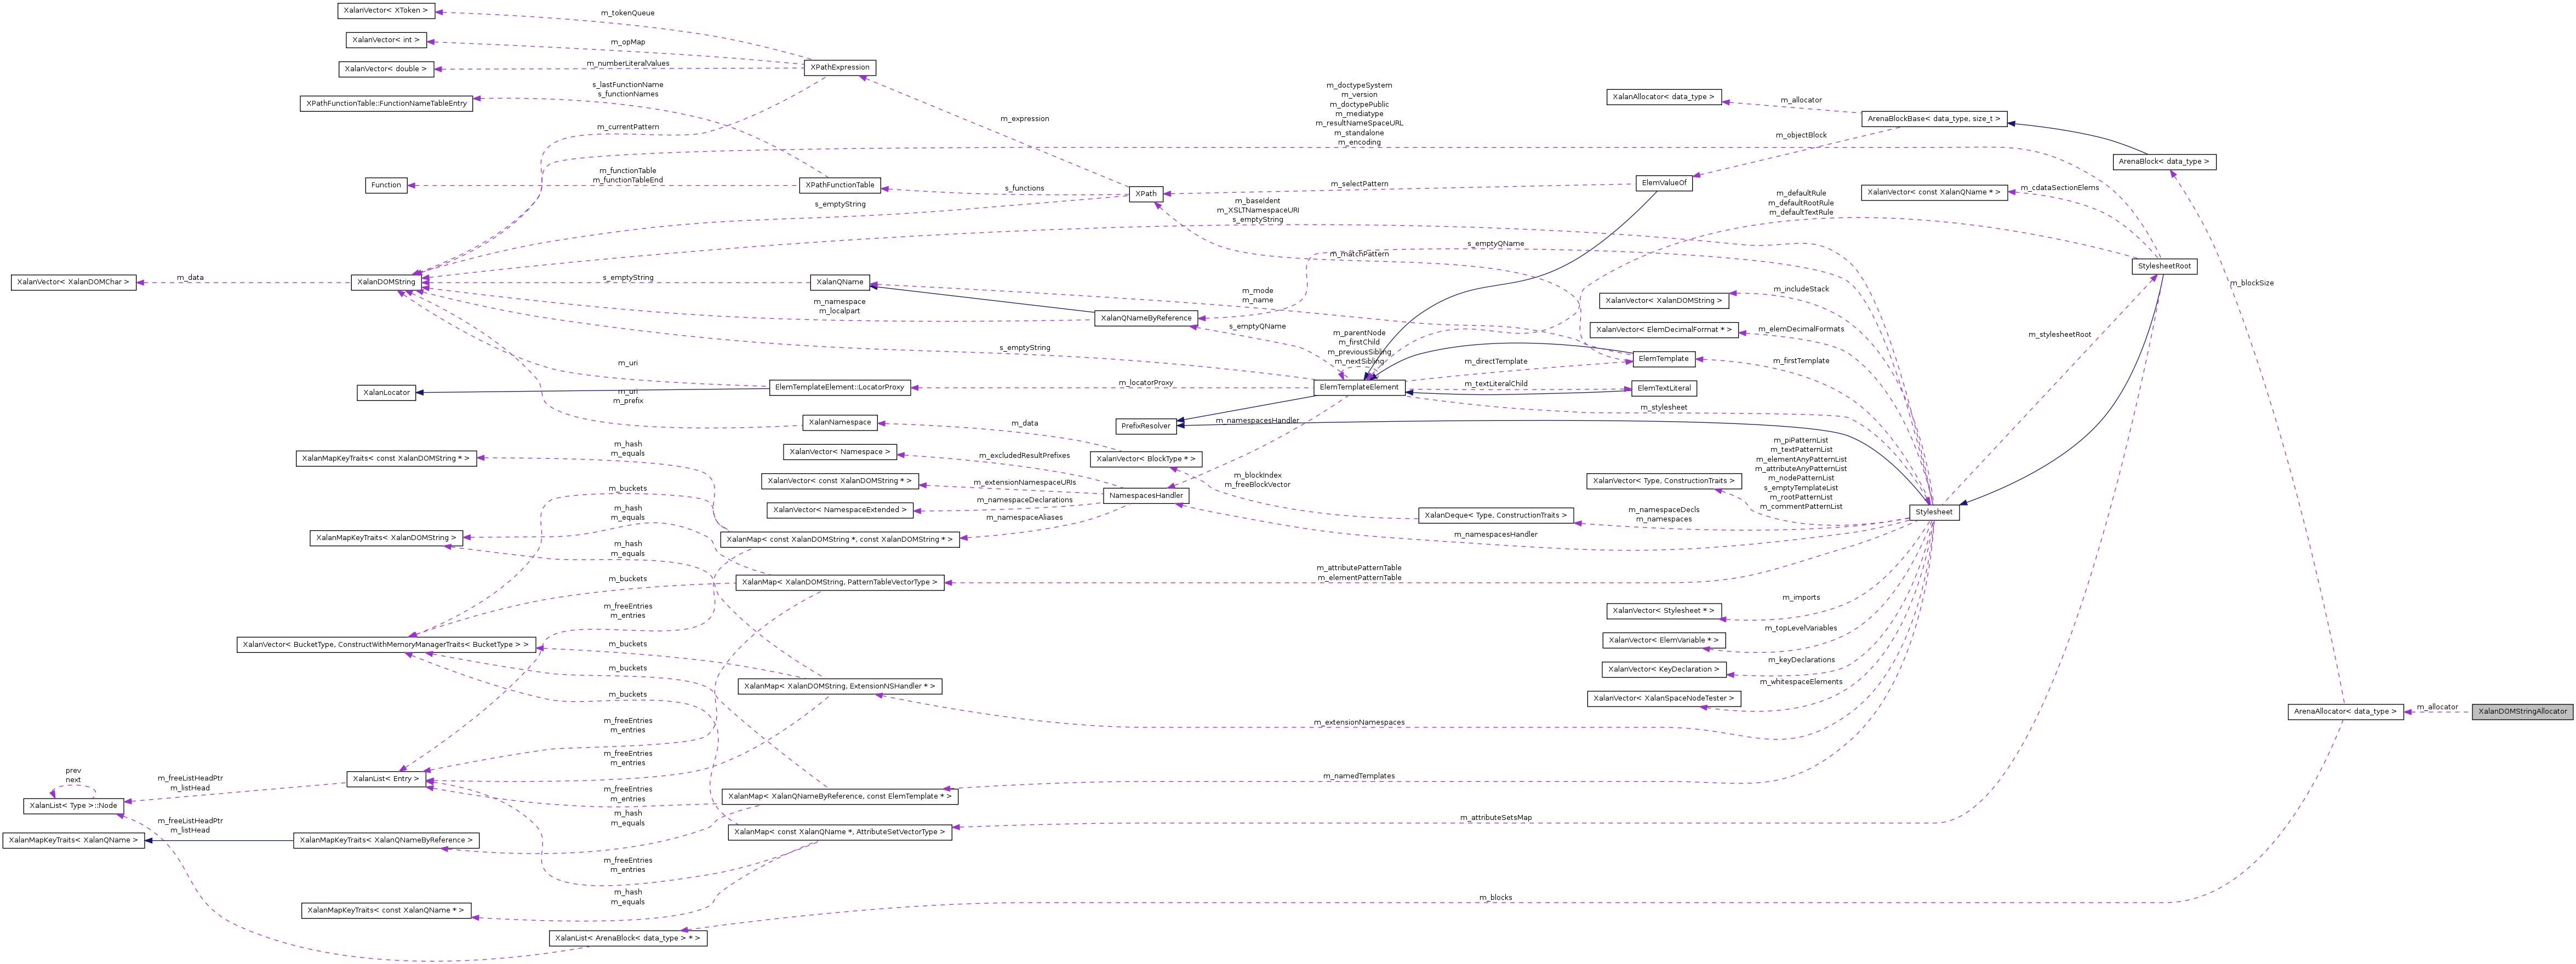 XalanVector< XToken >
m_tokenQueue
XalanVector< int >
m_opMap
XalanVector< double >
m_numberLiteralValues
XPathExpression
XPathFunctionTable::FunctionNameTableEntry
s_lastFunctionName
s_functionNames
m_currentPattern
m_expression
m_doctypeSystem
m_version
m_doctypePublic
m_mediatype
m_resultNameSpaceURL
m_standalone
m_encoding
XalanAllocator< data_type >
m_allocator
ArenaBlockBase< data_type, size_t >
m_objectBlock
ArenaBlock< data_type >
Function
m_functionTable
m_functionTableEnd
XPathFunctionTable
s_functions
XPath
m_selectPattern
ElemValueOf
XalanVector< const XalanQName * >
m_cdataSectionElems
s_emptyString
m_baseIdent
m_XSLTNamespaceURI
s_emptyString
m_defaultRule
m_defaultRootRule
m_defaultTextRule
s_emptyQName
m_matchPattern
StylesheetRoot
XalanVector< XalanDOMChar >
m_data
XalanDOMString
s_emptyString
XalanQName
m_mode
m_name
m_blockSize
m_namespace
m_localpart
XalanQNameByReference
s_emptyQName
XalanVector< XalanDOMString >
m_includeStack
XalanVector< ElemDecimalFormat * >
m_elemDecimalFormats
m_stylesheetRoot
s_emptyString
m_parentNode
m_firstChild
m_previousSibling
m_nextSibling
m_directTemplate
ElemTemplate
m_firstTemplate
m_uri
XalanLocator
ElemTemplateElement::LocatorProxy
m_locatorProxy
ElemTemplateElement
m_textLiteralChild
ElemTextLiteral
m_uri
m_prefix
XalanNamespace
m_data
PrefixResolver
m_namespacesHandler
m_stylesheet
XalanMapKeyTraits< const XalanDOMString * >
m_hash
m_equals
XalanVector< Namespace >
m_excludedResultPrefixes
XalanVector< BlockType * >
m_blockIndex
m_freeBlockVector
m_piPatternList
m_textPatternList
m_elementAnyPatternList
m_attributeAnyPatternList
m_nodePatternList
s_emptyTemplateList
m_rootPatternList
m_commentPatternList
XalanVector< Type, ConstructionTraits >
XalanVector< const XalanDOMString * >
m_extensionNamespaceURIs
NamespacesHandler
m_buckets
XalanVector< NamespaceExtended >
m_namespaceDeclarations
m_namespaceAliases
XalanDeque< Type, ConstructionTraits >
m_namespaceDecls
m_namespaces
Stylesheet
m_hash
m_equals
XalanMapKeyTraits< XalanDOMString >
XalanMap< const XalanDOMString *, const XalanDOMString * >
m_namespacesHandler
m_hash
m_equals
m_buckets
XalanMap< XalanDOMString, PatternTableVectorType >
m_attributePatternTable
m_elementPatternTable
m_freeEntries
m_entries
XalanVector< Stylesheet * >
m_imports
XalanVector< BucketType, ConstructWithMemoryManagerTraits< BucketType > >
m_buckets
XalanVector< ElemVariable * >
m_topLevelVariables
m_buckets
XalanVector< KeyDeclaration >
m_keyDeclarations
XalanMap< XalanDOMString, ExtensionNSHandler * >
m_buckets
XalanVector< XalanSpaceNodeTester >
m_whitespaceElements
m_freeEntries
m_entries
m_extensionNamespaces
ArenaAllocator< data_type >
m_allocator
XalanDOMStringAllocator
m_freeEntries
m_entries
prev
next
m_freeListHeadPtr
m_listHead
XalanList< Entry >
m_namedTemplates
XalanList< Type >::Node
m_freeEntries
m_entries
XalanMap< XalanQNameByReference, const ElemTemplate * >
m_freeListHeadPtr
m_listHead
m_hash
m_equals
m_attributeSetsMap
XalanMapKeyTraits< XalanQName >
XalanMapKeyTraits< XalanQNameByReference >
XalanMap< const XalanQName *, AttributeSetVectorType >
m_freeEntries
m_entries
m_hash
m_equals
XalanMapKeyTraits< const XalanQName * >
m_blocks
XalanList< ArenaBlock< data_type > * >